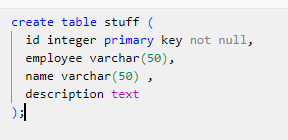 create table stuff (
id integer primary key not null,
employee varchar(50),
name varchar(50) ,
description text
);